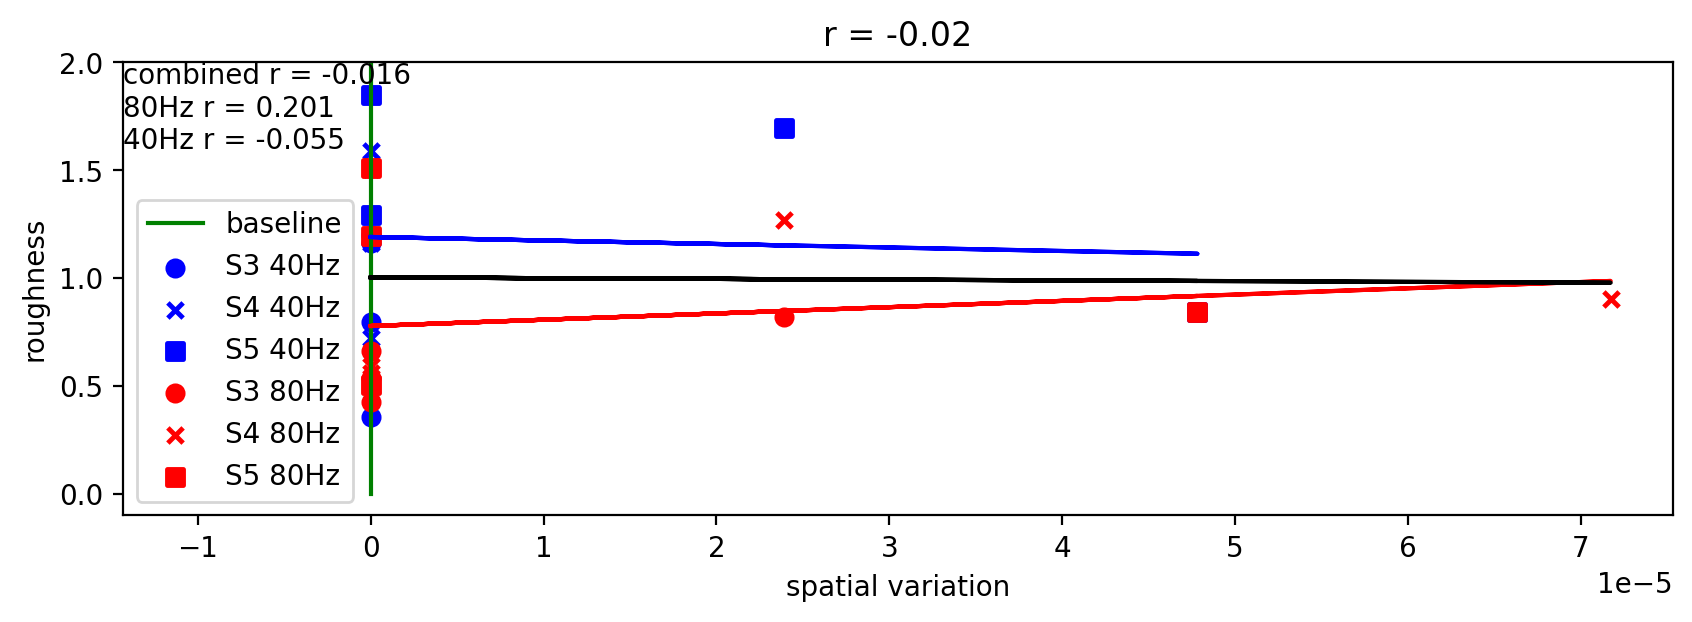 r = -0.02
combined r = -0.016
80Hz r = 0.201
40Hz r = -0.055
2.0
1.5
1.0
0.5
0.0
roughness
baseline
S3 40Hz
S4 40Hz
S5 40Hz
S3 80Hz
S4 80Hz
S5 80Hz
−1 0 1 2 3 4 5 6 7
1e−5
spatial variation